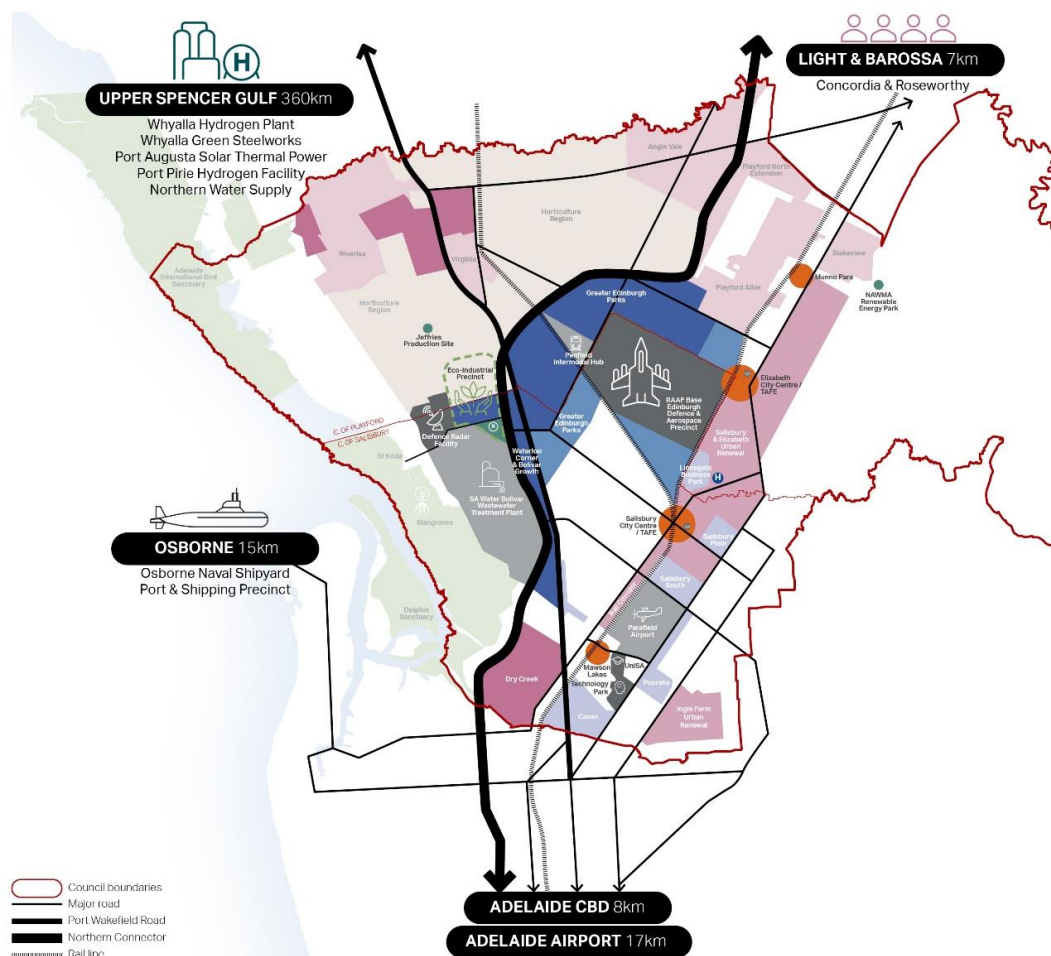 LIGHT & BAROSSA 7km
Concordia & Roseworthy
H
UPPER SPENCER GULF 360km
Whyalla Hydrogen Plant
Whyalla Green Steelworks
Port Augusta Solar Thermal Power
Port Pirie Hydrogen Facility
Northern Water Supply
Angle Vale
Playford North
Extension
Horticulture
Region
Riverlea
Virginia
Blakeview
Adelaide
International Bird
Sanctuary
Munno Para
Playford Alive
NAWMA
Renewable
Energy Park
Greater Edinburgh
Parks
Horticulture
Region
Jeffries
Production Site
Penfield
Intermodal Hub
Eco-Industrial
Precinct
RAAF Base
Edinburgh
Defence &
Aerospace
Precinct
Elizabeth
City Centre /
TAFE
Greater
Edinburgh
Parks
C. OF PLAYFORD
C. OF SALISBURY
Defence Radar
Facility
St Kilda
Waterloo
Corner
& Bolivar
Growth
Salisbury
& Elizabeth
Urban
Renewal
Lionsgate
Business
Park
H
SA Water Bolivar
Wastewater
Treatment Plant
Mangroves
Salisbury
City Centre
/ TAFE
Salisbury
Plain
OSBORNE 15km
Osborne Naval Shipyard
Port & Shipping Precinct
Salisbury
South
Dolphin
Sanctuary
Parafield
Airport
Mawson
Lakes
UniSA
Technology
Park
Dry Creek
Pooraka
Cavan
Ingle Farm
Urban
Renewal
Council boundaries
Major road
Port Wakefield Road
Northern Connector
Rail line
ADELAIDE CBD 8km
ADELAIDE AIRPORT 17km